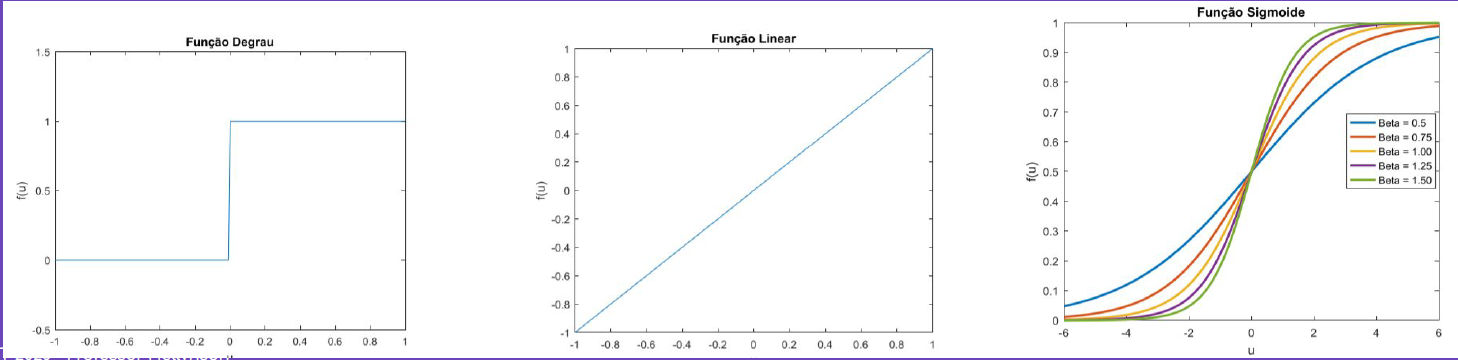 Função Degrau
1.5
1
0.5
0
-0.5
f(u)
-1 -0.8 -0.6 -0.4 -0.2 0 0.2 0.4 0.6 0.8 1
Função Linear
1
0.8
0.6
0.4
0.2
0
-0.2
-0.4
-0.6
-0.8
-1
f(u)
-1 -0.8 -0.6 -0.4 -0.2 0 0.2 0.4 0.6 0.8 1
Função Sigmoide
1
0.9
0.8
0.7
0.6
0.5
0.4
0.3
0.2
0.1
0
f(u)
Beta = 0.5
Beta = 0.75
Beta = 1.00
Beta = 1.25
Beta = 1.50
-6 -4 -2 0 2 4 6
u